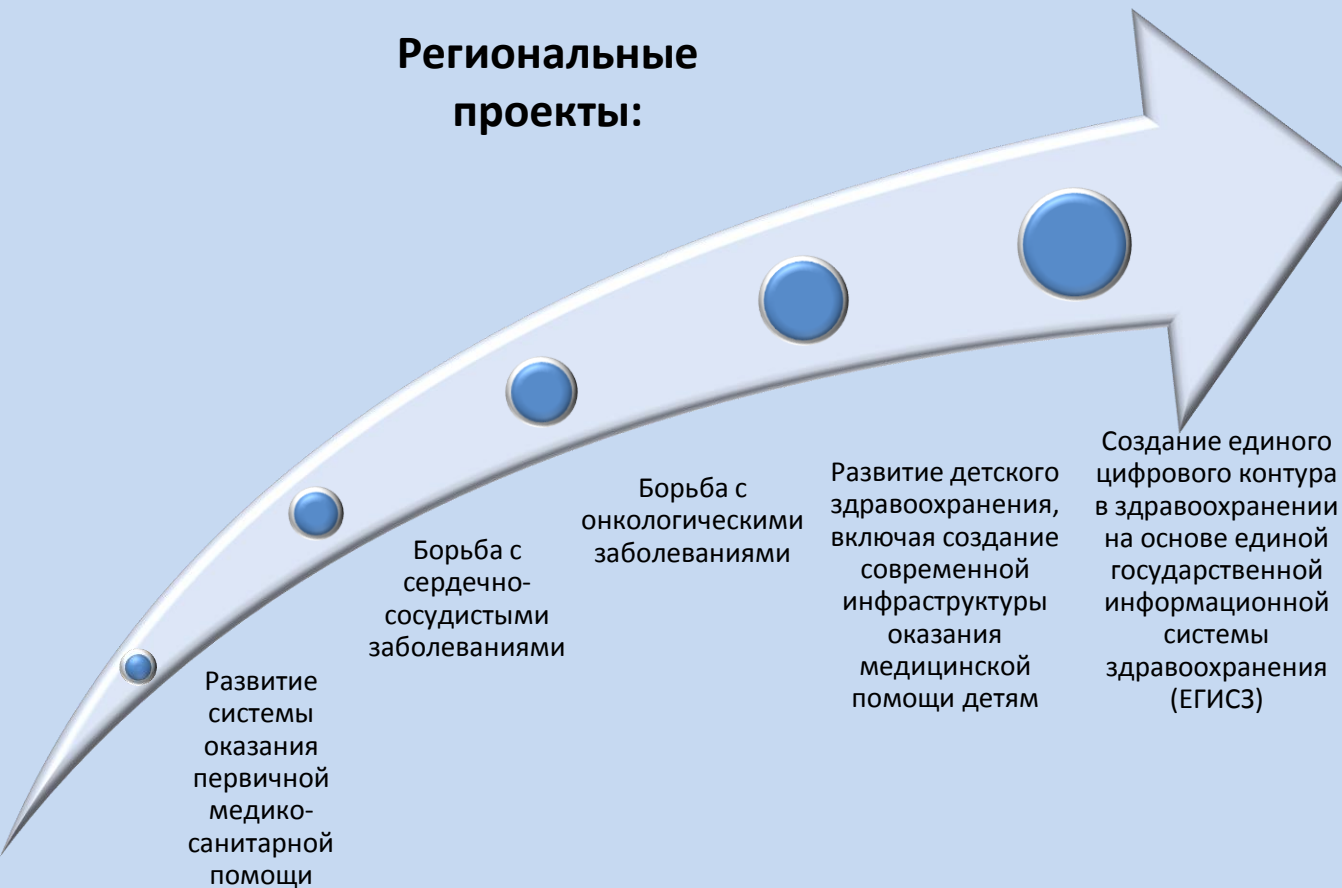 Региональные
проекты:
Развитие
системы
оказания
первичной
медико-
санитарной
помощи
Борьба с
сердечно-
сосудистыми
заболеваниями
Борьба с
онкологическими
заболеваниями
Развитие детского
здравоохранения,
включая создание
современной
инфраструктуры
оказания
медицинской
помощи детям
Создание единого
цифрового контура
в здравоохранении
на основе единой
государственной
информационной
системы
здравоохранения
(ЕГИСЗ)